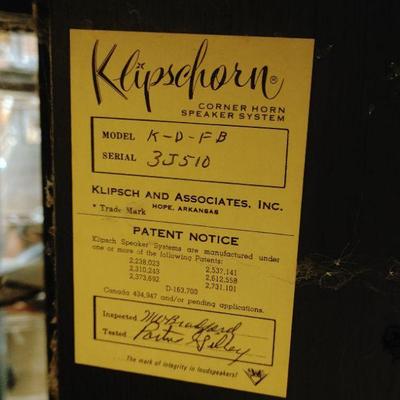 Klipschorn®
CORNER HORN
SPEAKER SYSTEM
MODEL K-D-FB
SERIAL 3J510
KLIPSCH AND ASSOCIATES, INC.
* Trade Mark HOPE, ARKANSAS
PATENT NOTICE
Klipsch Speaker Systems are manufactured under
one or more of the following Patents:
2,238,023 2,537,141
2,310,243 2,612,558
2,373,692 2,731,101
D-163,700
Canada 434,947 and/or pending applications.
Inspected M W Bradford
Tested Gilley
The mark of integrity in loudspeakers!